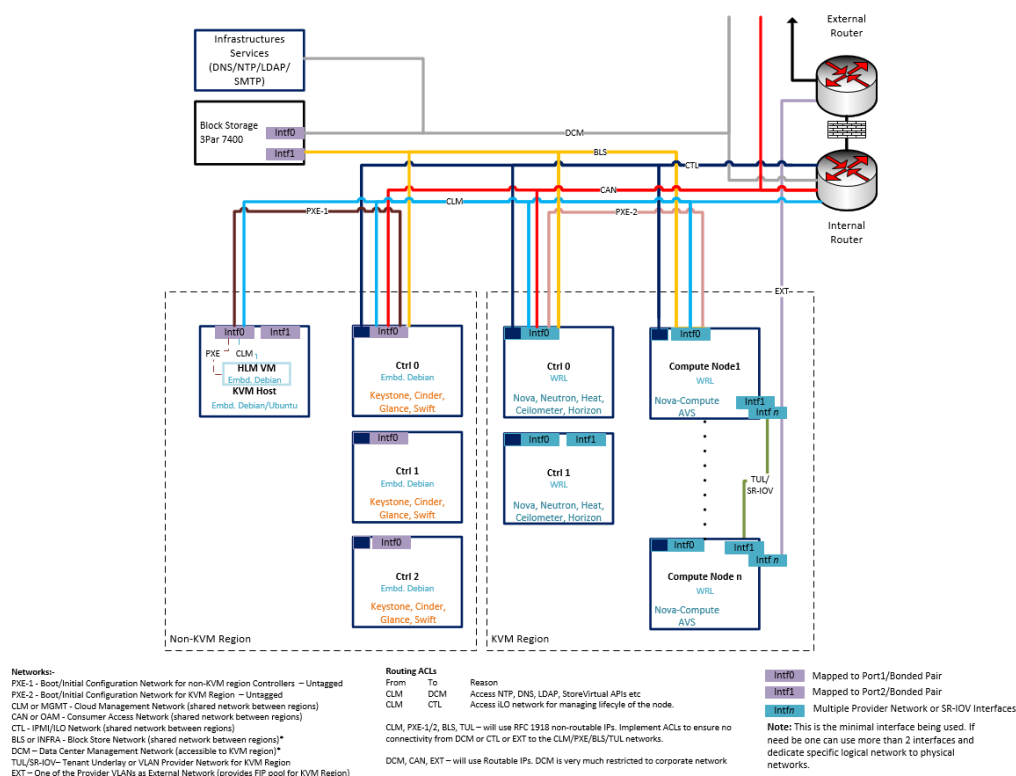 Infrastructures
Services
(DNS/NTP/LDAP/
SMTP)
External
Router
Block Storage
3Par 7400
Intf0
Intf1
DCM
BLS
CTL
CAN
CLM
PXE-1
PXE-2
Internal
Router
EXT
Intf0
Intf1
PXE
CLM
HLM VM
Embd. Debian
KVM Host
Embd. Debian/Ubuntu
Intf0
Ctrl 0
Embd. Debian
Keystone, Cinder,
Glance, Swift
Intf0
Ctrl 0
WRL
Nova, Neutron, Heat,
Ceilometer, Horizon
Intf0
Compute Node1
WRL
Nova-Compute
AVS
Intf1
Intf n
Intf0
Ctrl 1
Embd. Debian
Keystone, Cinder,
Glance, Swift
Intf0
Intf1
Ctrl 1
WRL
Nova, Neutron, Heat,
Ceilometer, Horizon
TUL/
SR-IOV
Intf0
Ctrl 2
Embd. Debian
Keystone, Cinder,
Glance, Swift
Intf0
Intf1
Intf n
Compute Node n
WRL
Nova-Compute
AVS
Non-KVM Region
KVM Region
Networks:-
PXE-1 - Boot/Initial Configuration Network for non-KVM region Controllers – Untagged
PXE-2 - Boot/Initial Configuration Network for KVM Region – Untagged
CLM or MGMT - Cloud Management Network (shared network between regions)
CAN or OAM - Consumer Access Network (shared network between regions)
CTL - IPMI/ILO Network (shared network between regions)
BLS or INFRA - Block Store Network (shared network between regions)*
DCM – Data Center Management Network (accessible to KVM region)*
TUL/SR-IOV– Tenant Underlay or VLAN Provider Network for KVM Region
EXT – One of the Provider VLANs as External Network (provides FIP pool for KVM Region)
Routing ACLs
From To Reason
CLM DCM Access NTP, DNS, LDAP, StoreVirtual APIs etc
CLM CTL Access iLO network for managing lifecyle of the node.
CLM, PXE-1/2, BLS, TUL – will use RFC 1918 non-routable IPs. Implement ACLs to ensure no
connectivity from DCM or CTL or EXT to the CLM/PXE/BLS/TUL networks.
DCM, CAN, EXT – will use Routable IPs. DCM is very much restricted to corporate network
Intf0 Mapped to Port1/Bonded Pair
Intf1 Mapped to Port2/Bonded Pair
Intfn Multiple Provider Network or SR-IOV Interfaces
Note: This is the minimal interface being used. If
need be one can use more than 2 interfaces and
dedicate specific logical network to physical
networks.